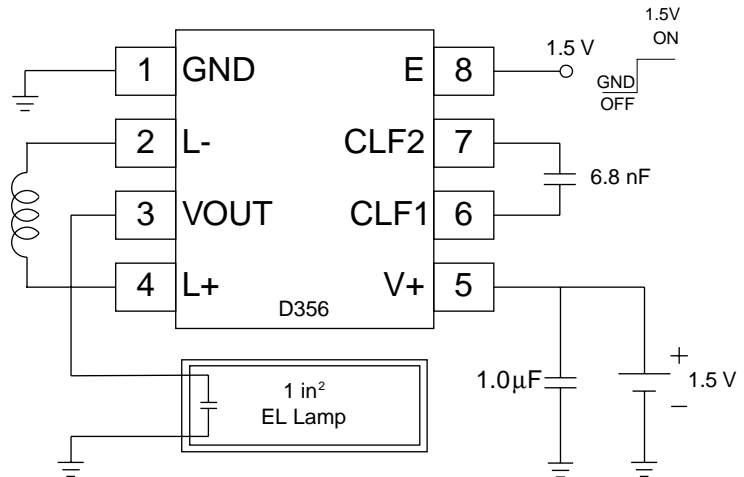 1.5V
ON
GND
OFF
1.5 V
1 GND
E 8
2 L-
CLF2 7
6.8 nF
3 VOUT
CLF1 6
4 L+
V+ 5
D356
1 in²
EL Lamp
1.0µF
+
1.5 V
−